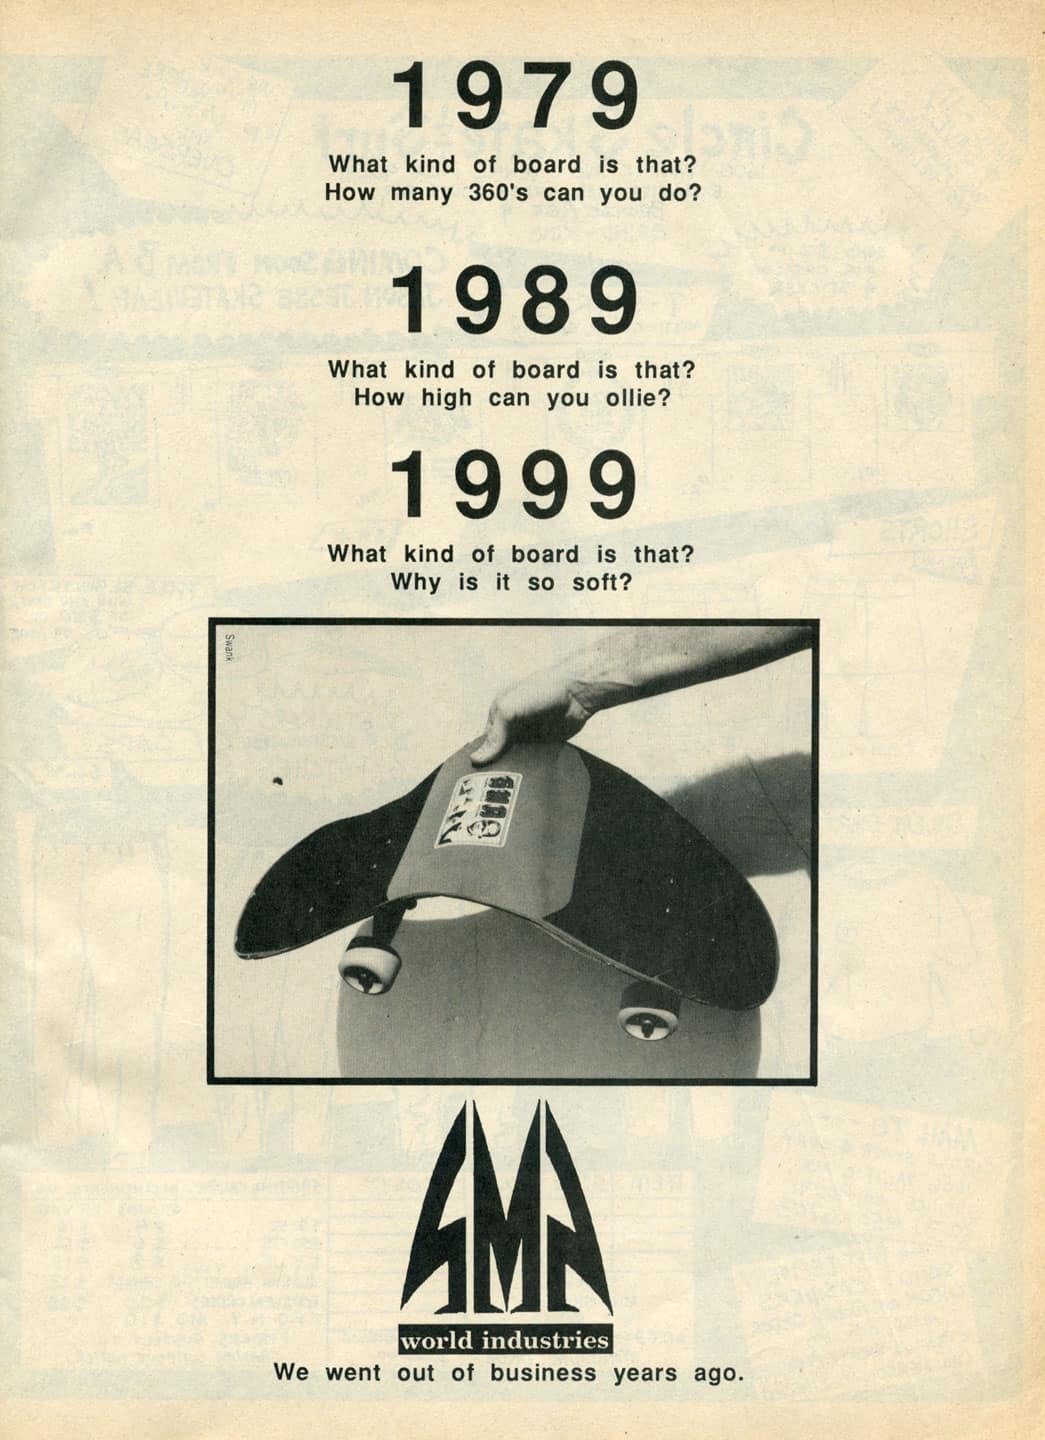 1979
What kind of board is that?
How many 360's can you do?
1989
What kind of board is that?
How high can you ollie?
1999
What kind of board is that?
Why is it so soft?
Swank
SMA
world industries
We went out of business years ago.